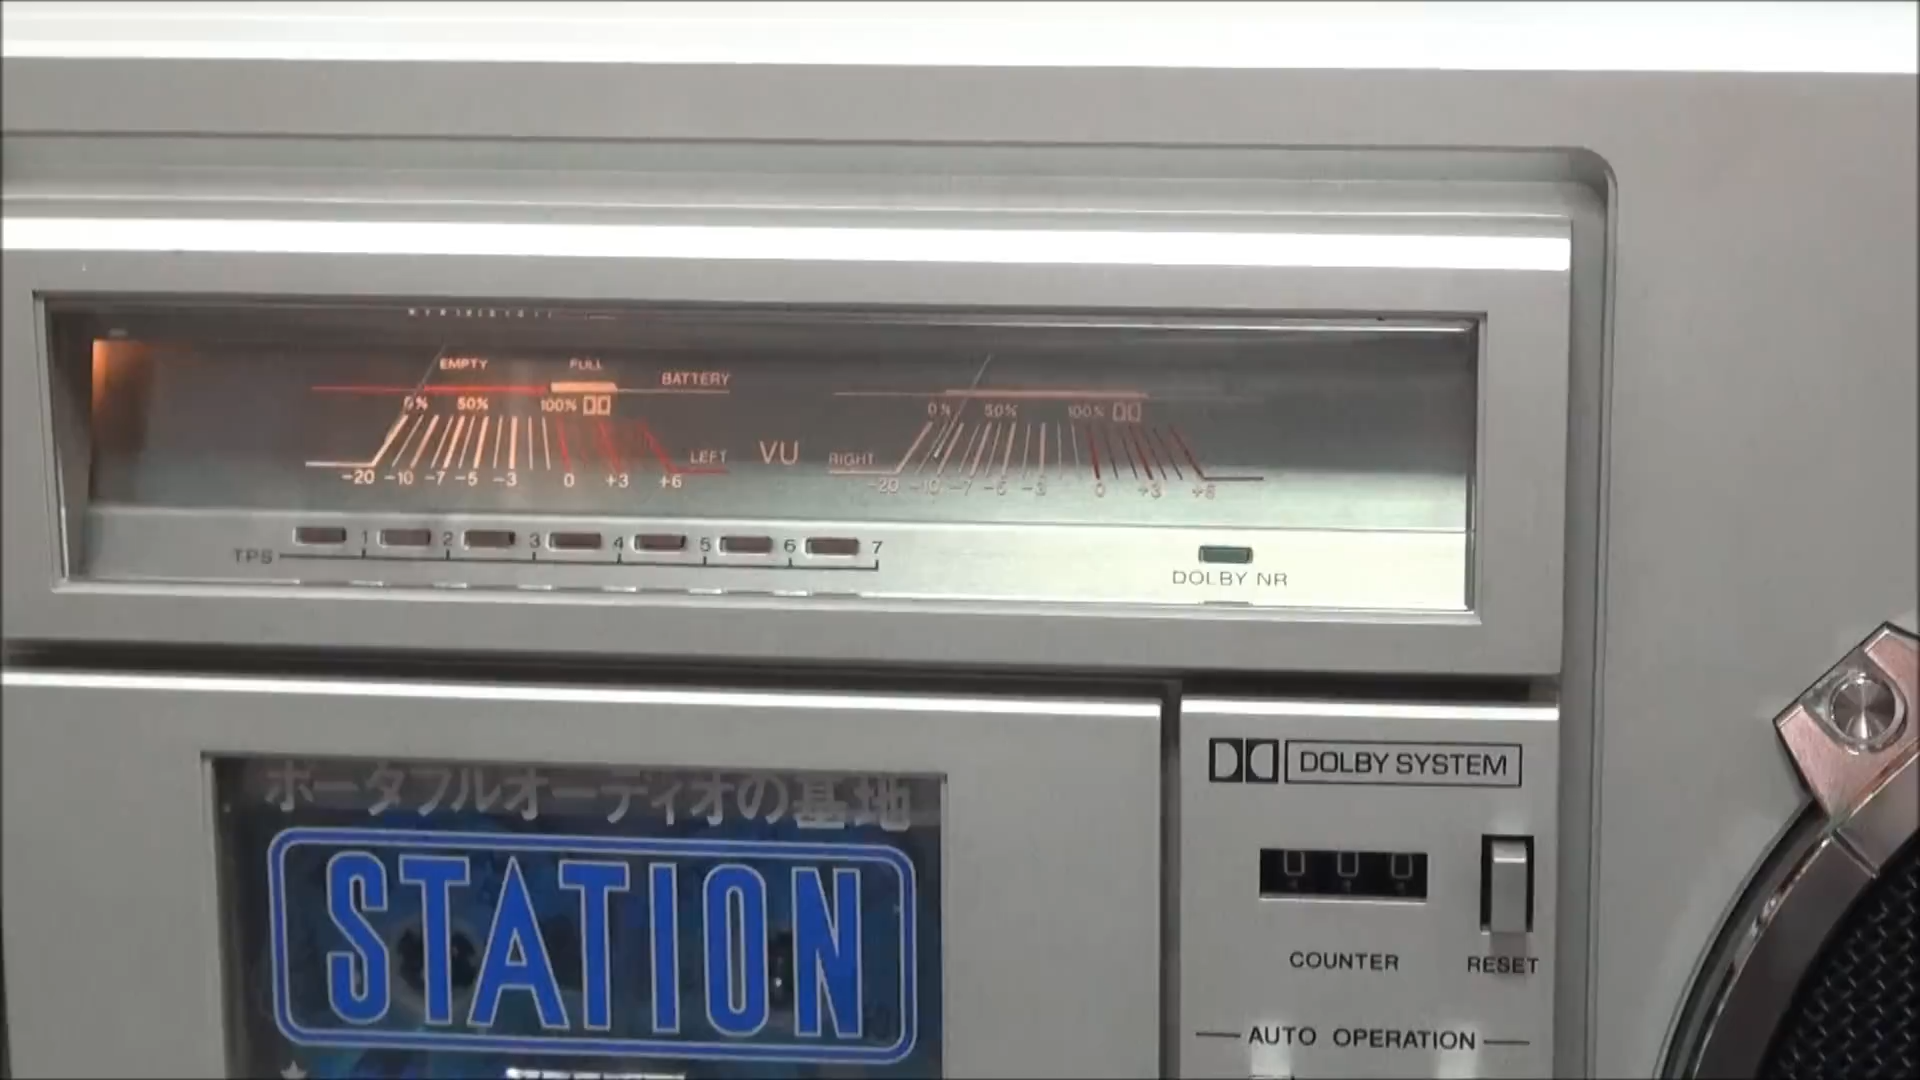 EMPTY FULL BATTERY
0% 50% 100%
0% 50% 100%
-20 -10 -7 -5 -3 0 +3 +6 LEFT
VU
RIGHT -20 -10 -7 -5 -3 0 +3 +6
TPS 1 2 3 4 5 6 7
DOLBY NR
DOLBY SYSTEM
ポータブルオーディオの基地
STATION
0 0 0
COUNTER RESET
AUTO OPERATION